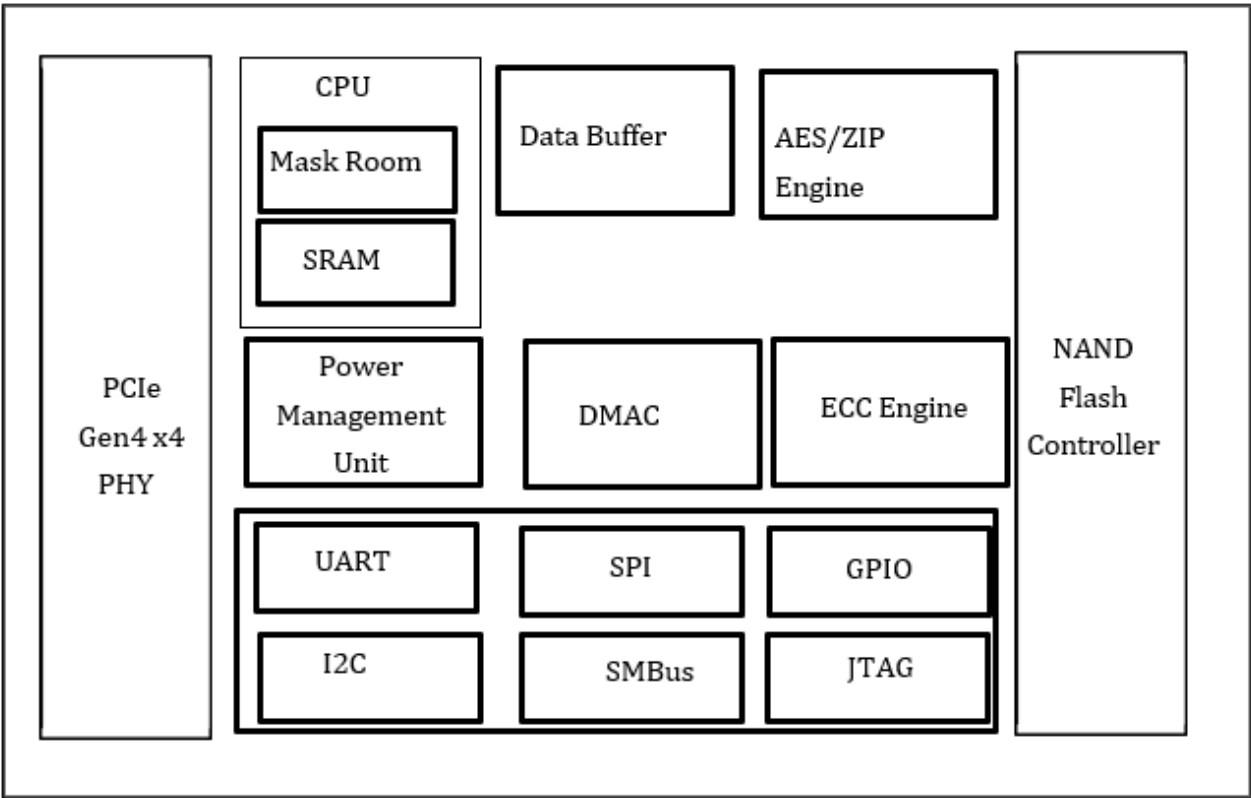 CPU
Mask Room
SRAM
Data Buffer
AES/ZIP
Engine
PCIe
Gen4 x4
PHY
Power
Management
Unit
DMAC
ECC Engine
NAND
Flash
Controller
UART
SPI
GPIO
I2C
SMBus
JTAG